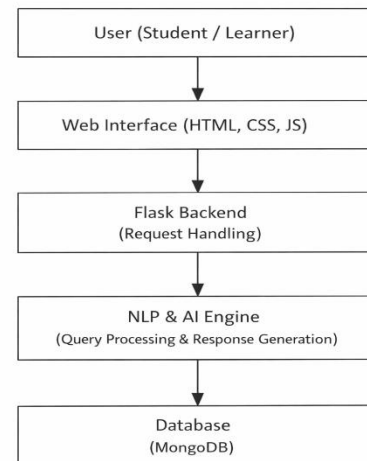 User (Student / Learner)
Web Interface (HTML, CSS, JS)
Flask Backend
(Request Handling)
NLP & AI Engine
(Query Processing & Response Generation)
Database
(MongoDB)